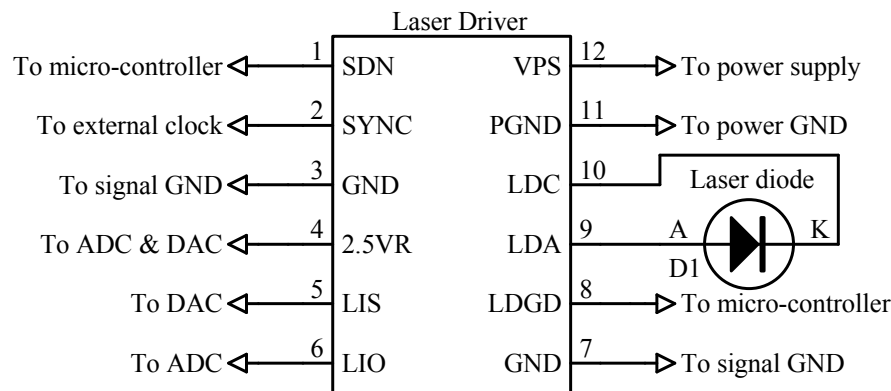 Laser Driver
To micro-controller 1 SDN VPS 12 To power supply
To external clock 2 SYNC PGND 11 To power GND
To signal GND 3 GND LDC 10
Laser diode
To ADC & DAC 4 2.5VR LDA 9 A K
D1
To DAC 5 LIS LDGD 8 To micro-controller
To ADC 6 LIO GND 7 To signal GND